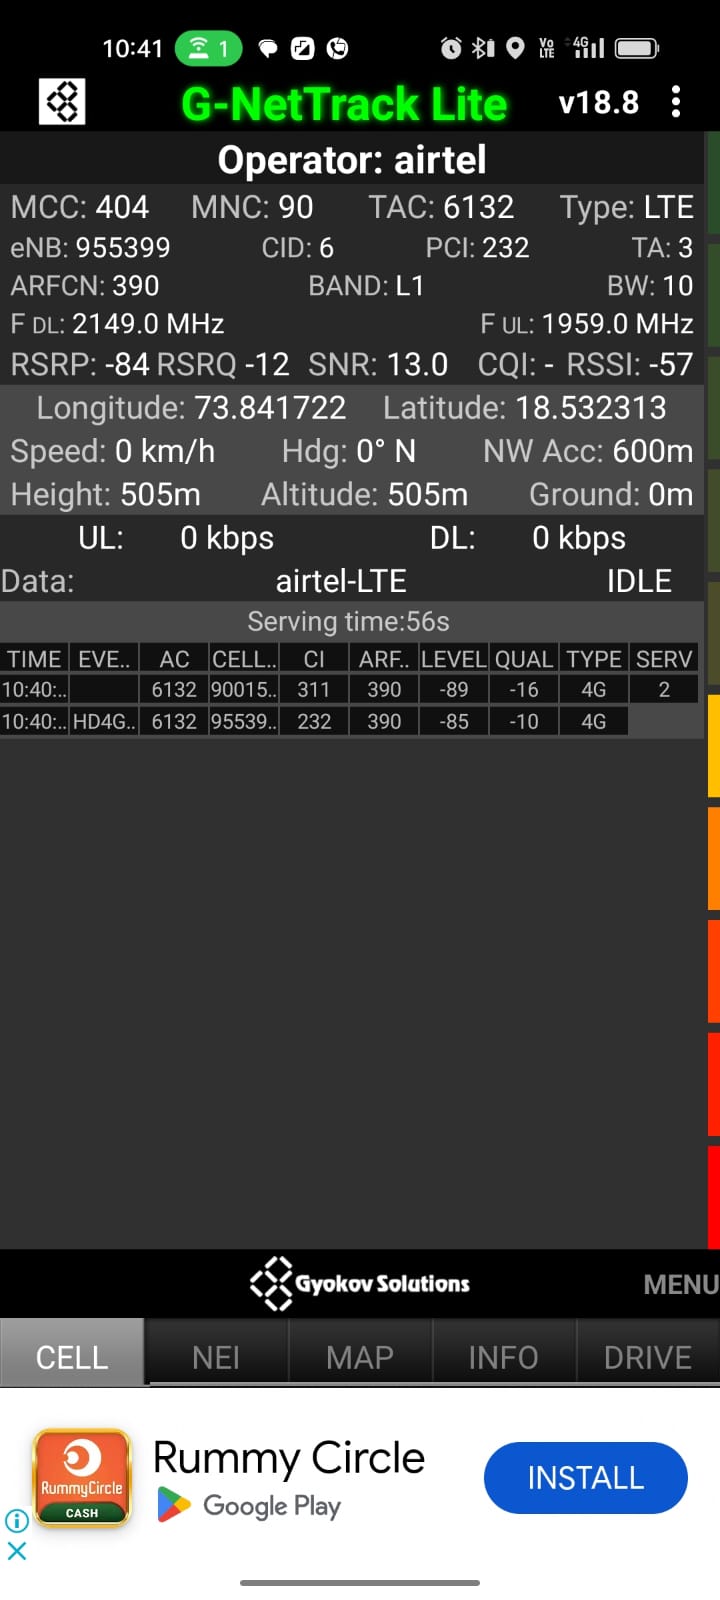 10:41 1 Vo LTE 4G
G-NetTrack Lite v18.8
Operator: airtel
MCC: 404 MNC: 90 TAC: 6132 Type: LTE
eNB: 955399 CID: 6 PCI: 232 TA: 3
ARFCN: 390 BAND: L1 BW: 10
F DL: 2149.0 MHz F UL: 1959.0 MHz
RSRP: -84 RSRQ -12 SNR: 13.0 CQI: - RSSI: -57
Longitude: 73.841722 Latitude: 18.532313
Speed: 0 km/h Hdg: 0° N NW Acc: 600m
Height: 505m Altitude: 505m Ground: 0m
UL: 0 kbps DL: 0 kbps
Data: airtel-LTE IDLE
Serving time:56s
TIME EVE.. AC CELL.. CI ARF.. LEVEL QUAL TYPE SERV
10:40:.. 6132 90015.. 311 390 -89 -16 4G 2
10:40:.. HD4G.. 6132 95539.. 232 390 -85 -10 4G
Gyokov Solutions MENU
CELL NEI MAP INFO DRIVE
RummyCircle
CASH
Rummy Circle
Google Play
INSTALL